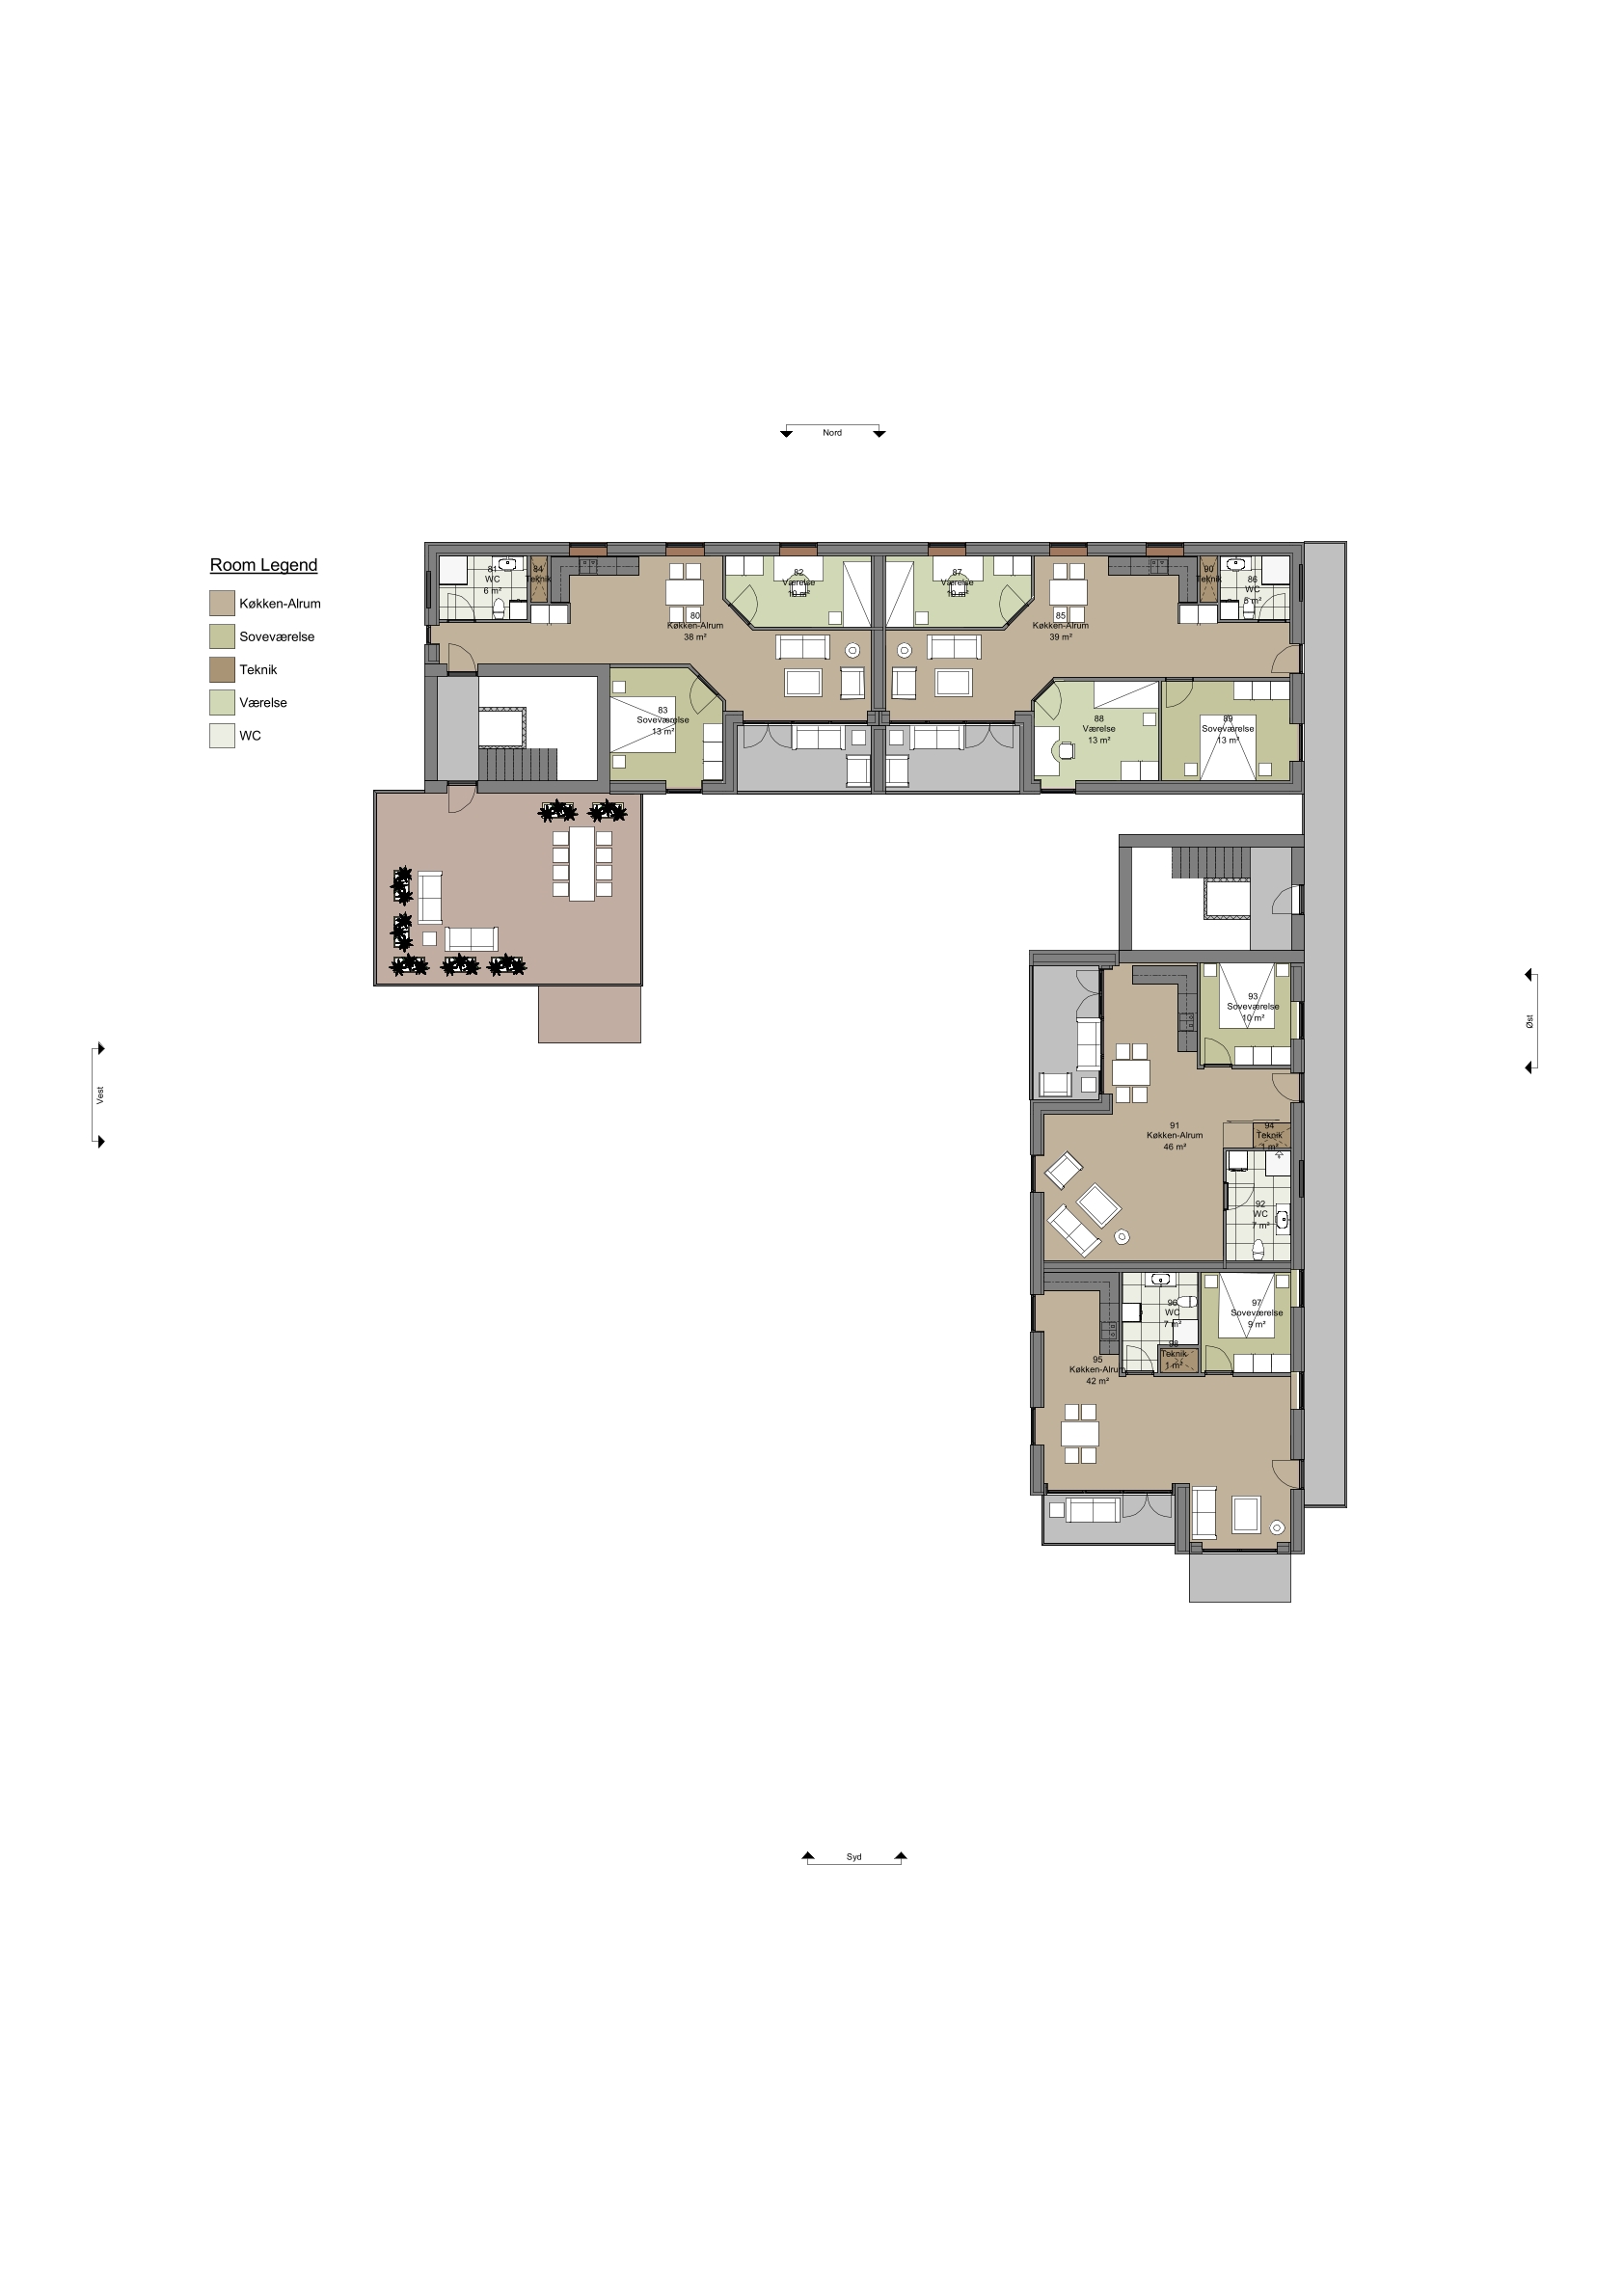 Nord
Room Legend
Køkken-Alrum
Soveværelse
Teknik
Værelse
WC
81
WC
6 m²
84
Teknik
80
Køkken-Alrum
38 m²
82
Værelse
10 m²
87
Værelse
10 m²
85
Køkken-Alrum
39 m²
90
Teknik
86
WC
83
Soveværelse
13 m²
88
Værelse
13 m²
89
Soveværelse
13 m²
93
Soveværelse
10 m²
Øst
Vest
91
Køkken-Alrum
46 m²
94
Teknik
1 m²
92
WC
7 m²
96
WC
7 m²
97
Soveværelse
9 m²
98
Teknik
1 m²
95
Køkken-Alrum
42 m²
Syd